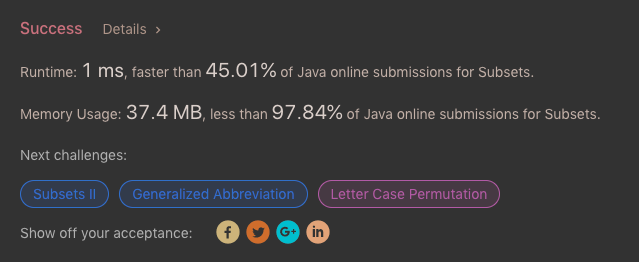 Success Details ›
Runtime: 1 ms, faster than 45.01% of Java online submissions for Subsets.
Memory Usage: 37.4 MB, less than 97.84% of Java online submissions for Subsets.
Next challenges:
Subsets II Generalized Abbreviation Letter Case Permutation
Show off your acceptance: f G+ in